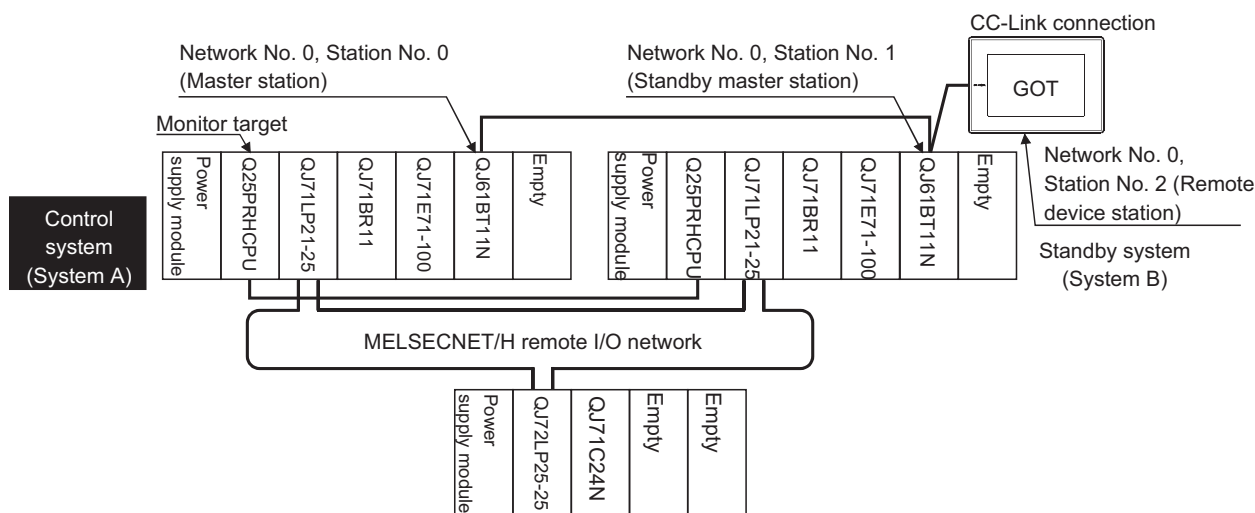 CC-Link connection
Network No. 0, Station No. 0
(Master station)
Network No. 0, Station No. 1
(Standby master station)
GOT
Monitor target
Network No. 0,
Station No. 2 (Remote
device station)
Control
system
(System A)
Power
supply module
Q25PRHCPU
QJ71LP21-25
QJ71BR11
QJ71E71-100
QJ61BT11N
Empty
Power
supply module
Q25PRHCPU
QJ71LP21-25
QJ71BR11
QJ71E71-100
QJ61BT11N
Empty
Standby system
(System B)
MELSECNET/H remote I/O network
Power
supply module
QJ72LP25-25
QJ71C24N
Empty
Empty